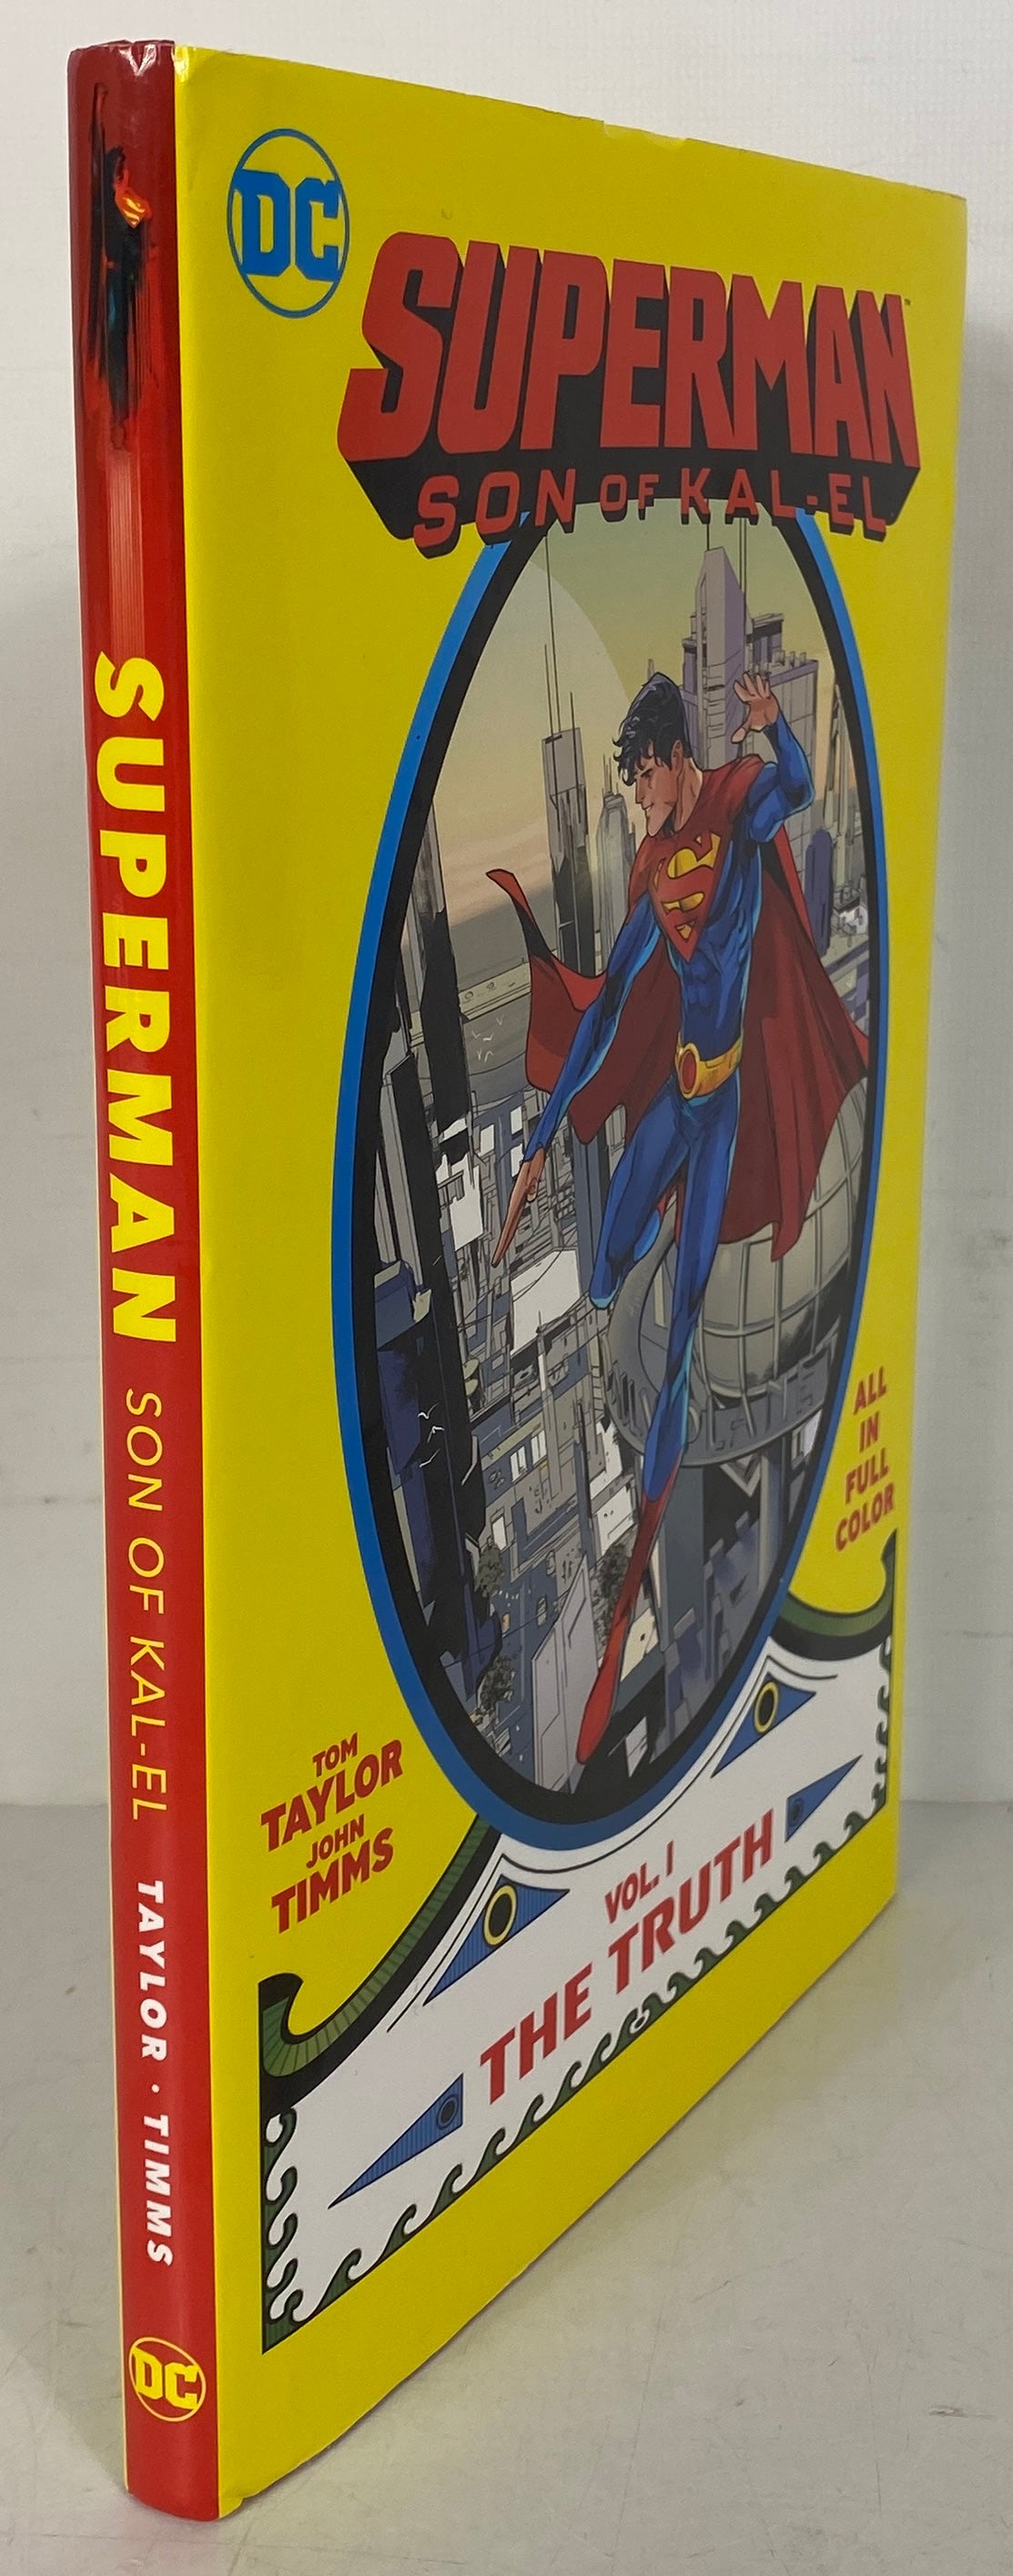 SUPERMAN SON OF KAL-EL TAYLOR · TIMMS
DC
DC
SUPERMAN™
SON OF KAL-EL
ALL
IN
FULL
COLOR
TOM
TAYLOR
JOHN
TIMMS
VOL. 1
THE TRUTH